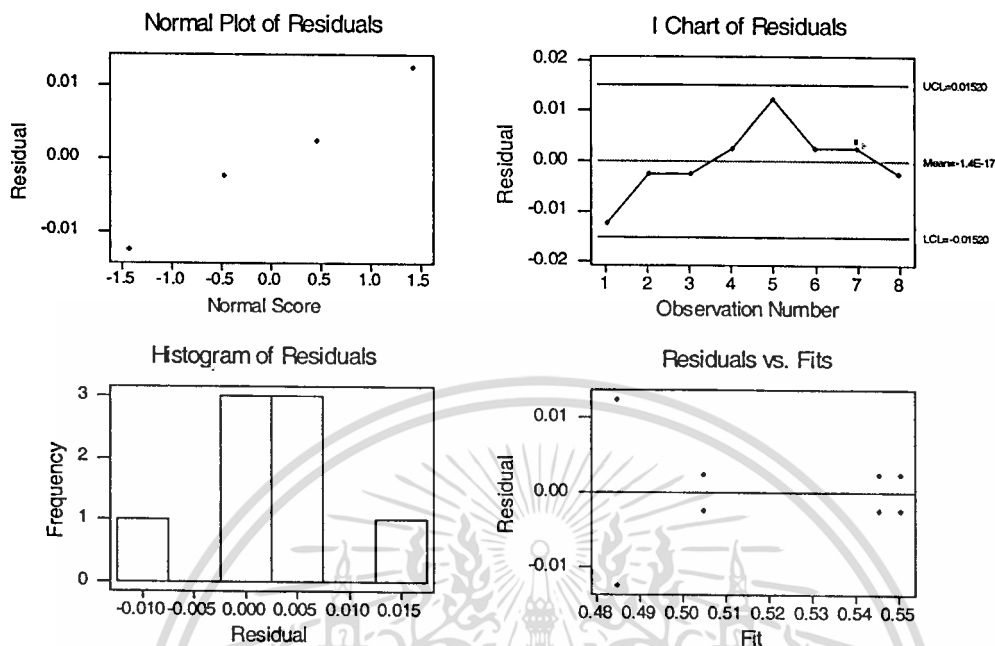 Normal Plot of Residuals
Residual
0.01
0.00
-0.01
-1.5 -1.0 -0.5 0.0 0.5 1.0 1.5
Normal Score
I Chart of Residuals
Residual
0.02
0.01
0.00
-0.01
-0.02
UCL=0.01520
Mean=-1.4E-17
LCL=-0.01520
1 2 3 4 5 6 7 8
Observation Number
Histogram of Residuals
Frequency
3
2
1
0
-0.010 -0.005 0.000 0.005 0.010 0.015
Residual
Residuals vs. Fits
Residual
0.01
0.00
-0.01
0.48 0.49 0.50 0.51 0.52 0.53 0.54 0.55
Fit